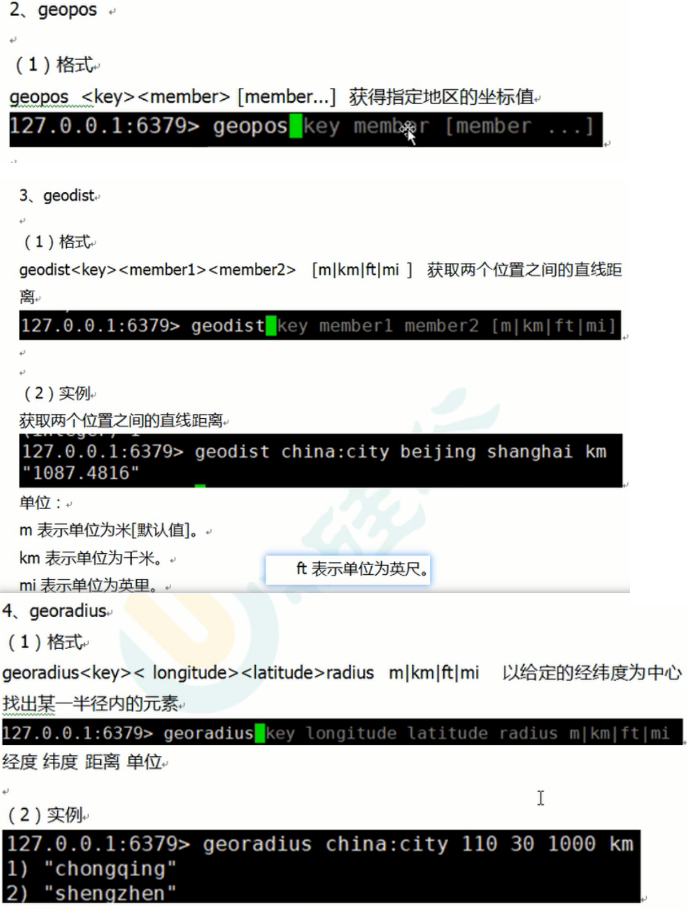 2、geopos
（1）格式
geopos <key><member> [member...] 获得指定地区的坐标值
127.0.0.1:6379> geopos key member [member ...]
3、geodist
（1）格式
geodist<key><member1><member2> [m|km|ft|mi ] 获取两个位置之间的直线距
离
127.0.0.1:6379> geodist key member1 member2 [m|km|ft|mi]
（2）实例
获取两个位置之间的直线距离
127.0.0.1:6379> geodist china:city beijing shanghai km
"1087.4816"
单位：
m 表示单位为米[默认值]。
km 表示单位为千米。
mi 表示单位为英里。
ft 表示单位为英尺。
4、georadius
（1）格式
georadius<key>< longitude><latitude>radius m|km|ft|mi 以给定的经纬度为中心
找出某一半径内的元素
127.0.0.1:6379> georadius key longitude latitude radius m|km|ft|mi
经度 纬度 距离 单位
（2）实例
127.0.0.1:6379> georadius china:city 110 30 1000 km
1) "chongqing"
2) "shengzhen"